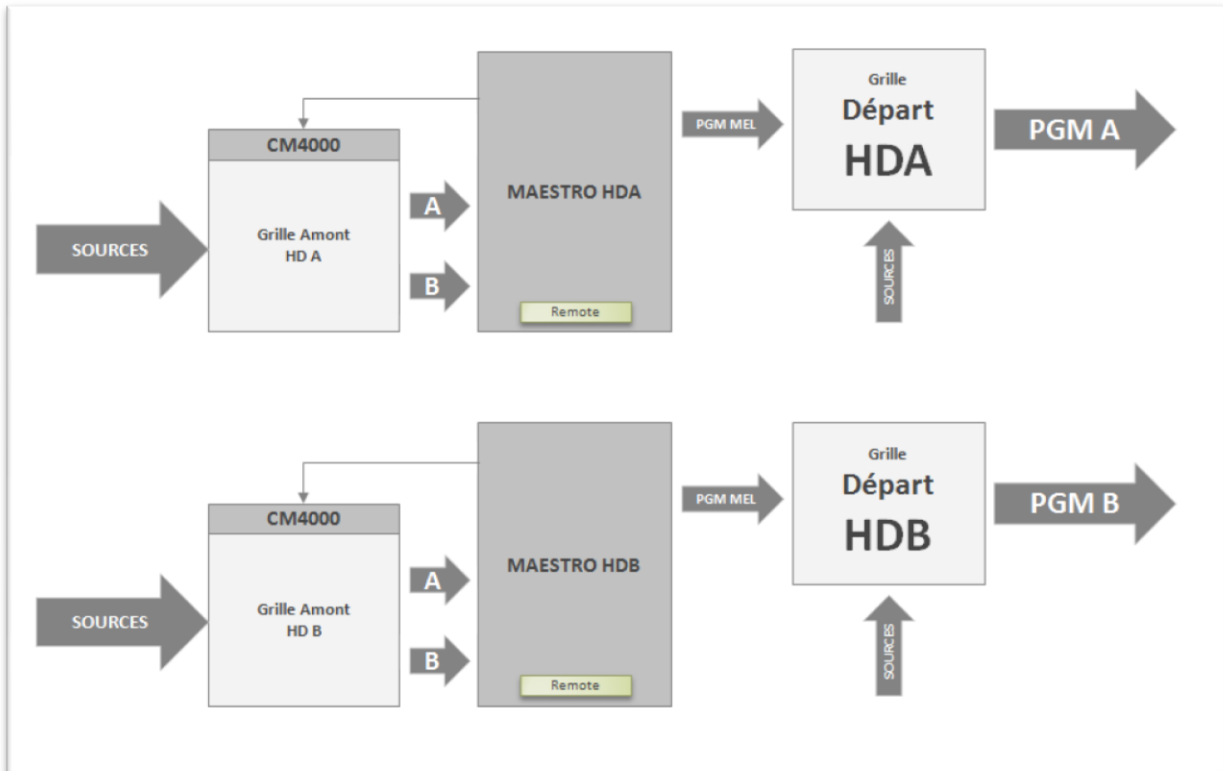 CM4000
Grille Amont
HD A
SOURCES
A
B
MAESTRO HDA
Remote
PGM MEL
Grille
Départ
HDA
SOURCES
PGM A
CM4000
Grille Amont
HD B
SOURCES
A
B
MAESTRO HDB
Remote
PGM MEL
Grille
Départ
HDB
SOURCES
PGM B